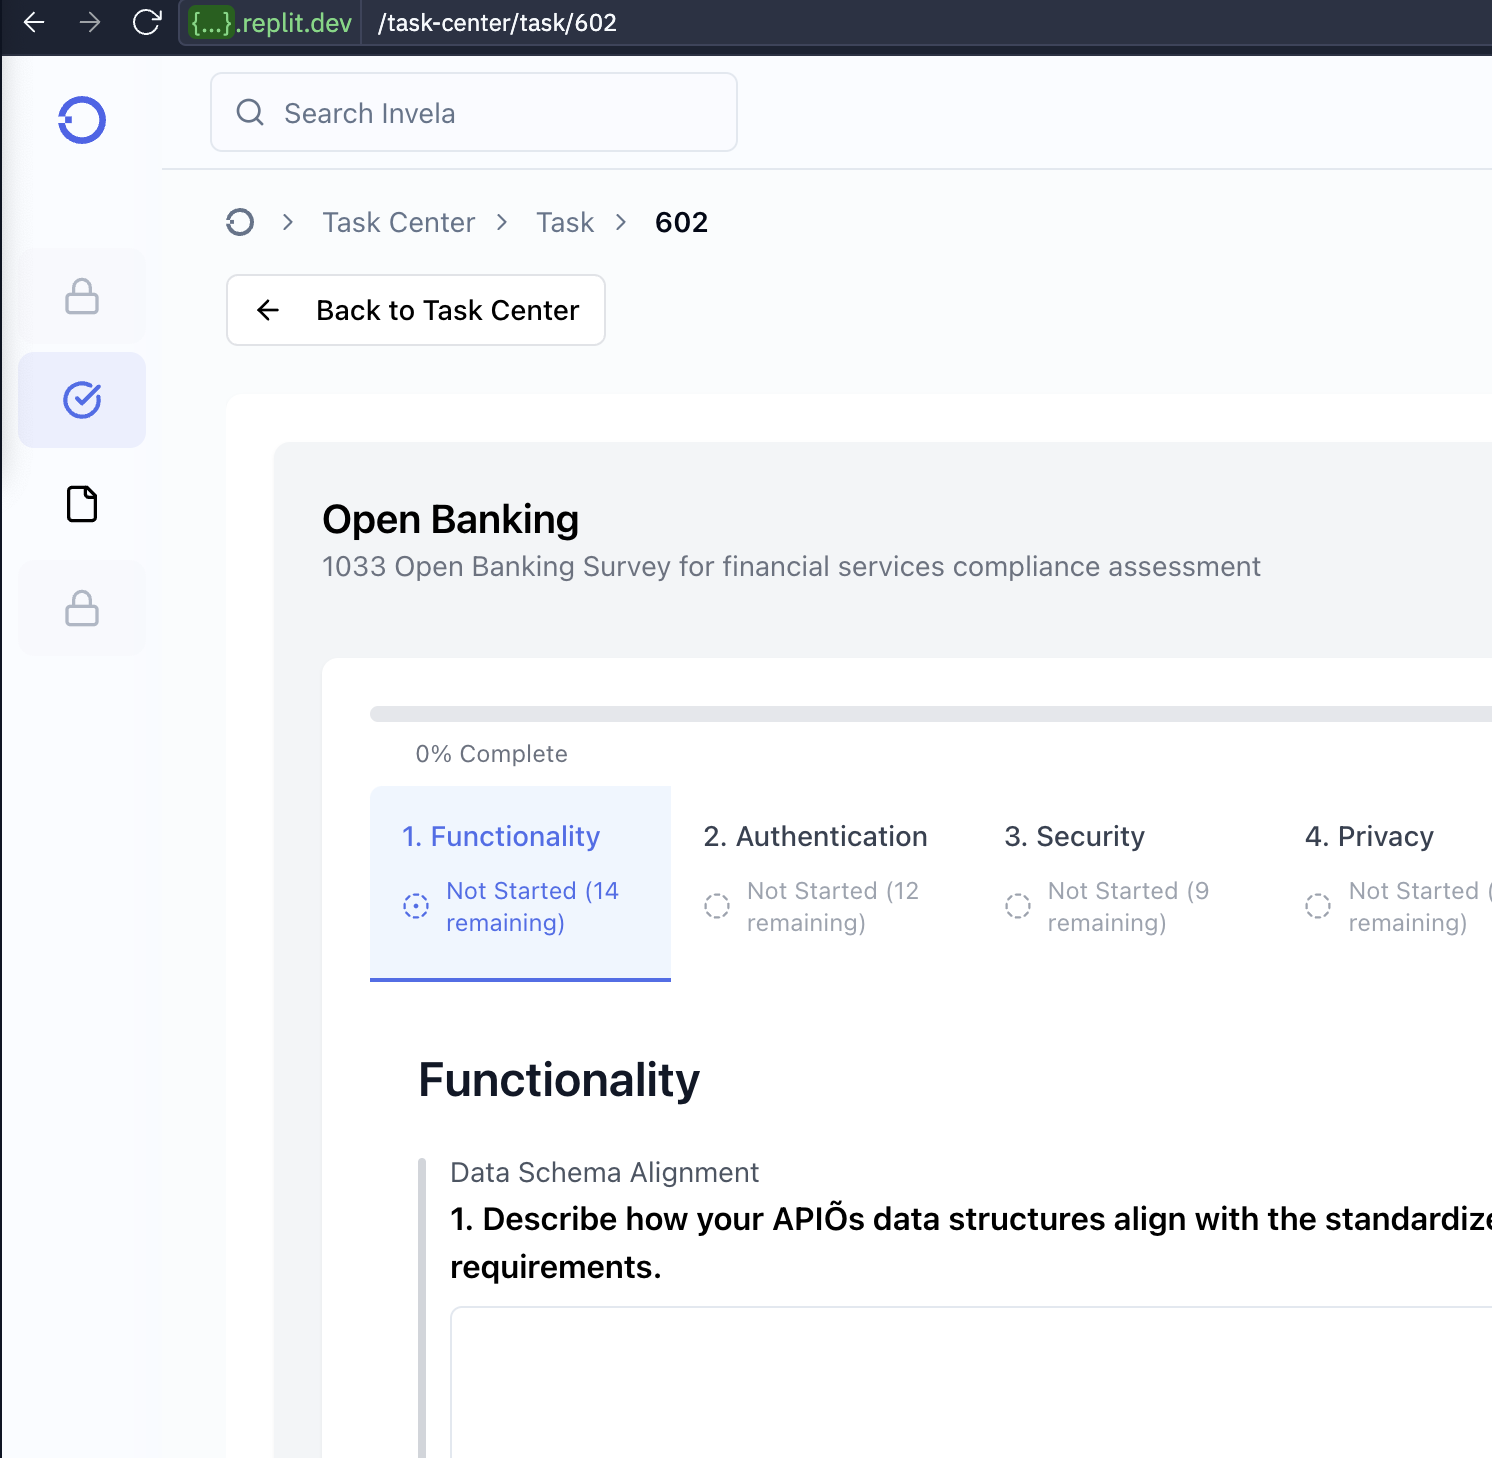 {...}.replit.dev /task-center/task/602
Search Invela
Task Center > Task > 602
Back to Task Center
Open Banking
1033 Open Banking Survey for financial services compliance assessment
0% Complete
1. Functionality
Not Started (14
remaining)
2. Authentication
Not Started (12
remaining)
3. Security
Not Started (9
remaining)
4. Privacy
Not Started (
remaining)
Functionality
Data Schema Alignment
1. Describe how your APIÕs data structures align with the standardize
requirements.